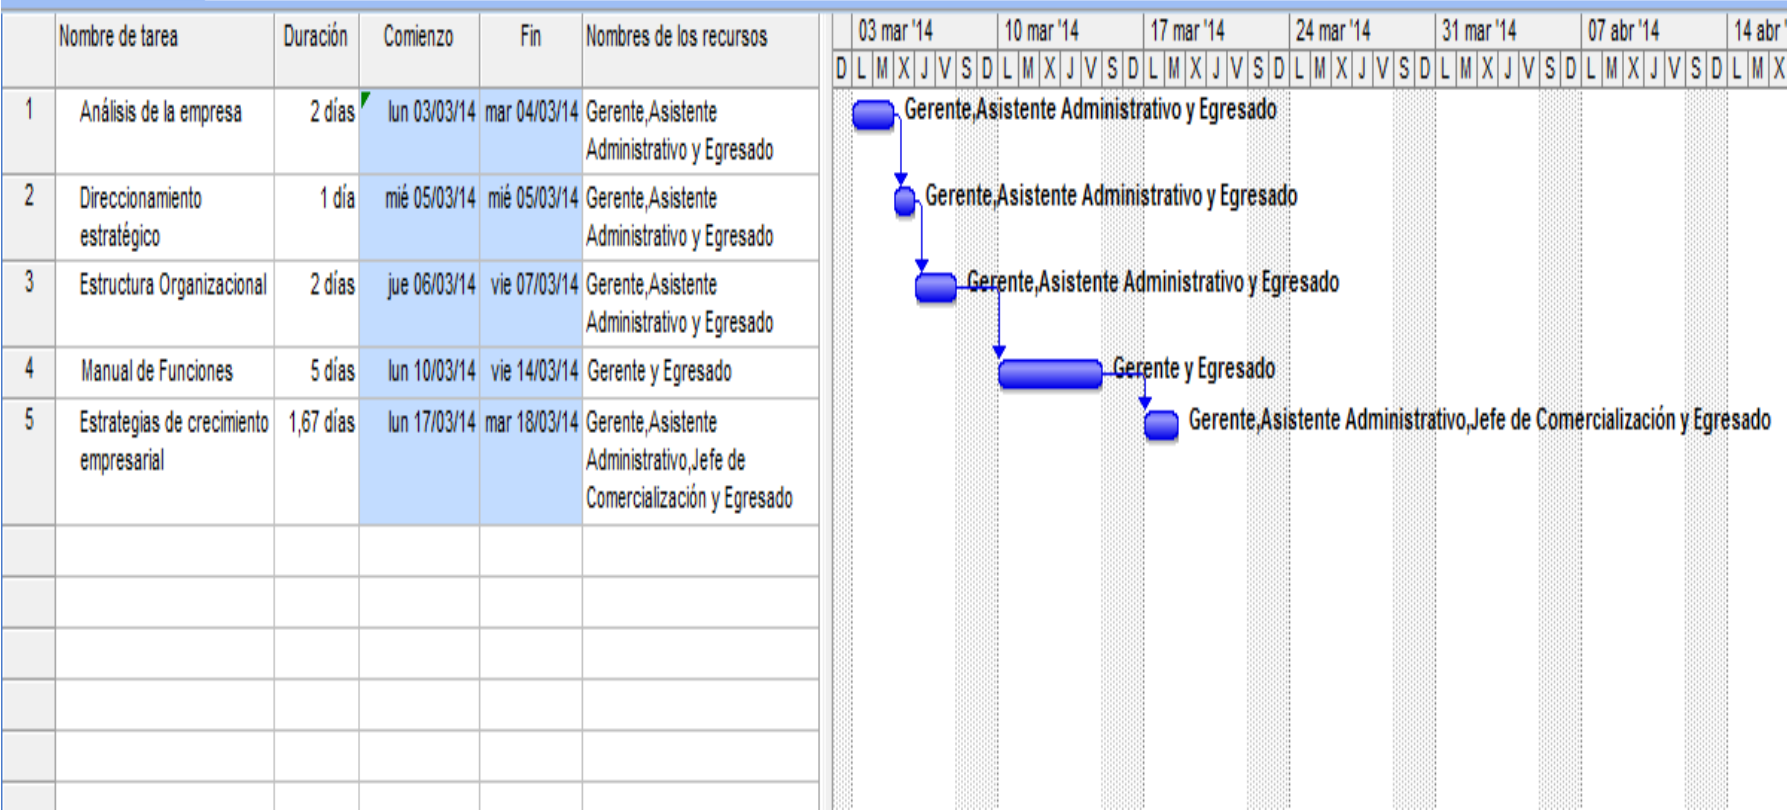 Nombre de tarea Duración Comienzo Fin Nombres de los recursos 03 mar '14 10 mar '14 17 mar '14 24 mar '14 31 mar '14 07 abr '14 14 abr '
D L M X J V S D L M X J V S D L M X J V S D L M X J V S D L M X J V S D L M X J V S D L M X
1 Análisis de la empresa 2 días lun 03/03/14 mar 04/03/14 Gerente,Asistente
Administrativo y Egresado
Gerente,Asistente Administrativo y Egresado
2 Direccionamiento
estratégico
1 día mié 05/03/14 mié 05/03/14 Gerente,Asistente
Administrativo y Egresado
Gerente,Asistente Administrativo y Egresado
3 Estructura Organizacional 2 días jue 06/03/14 vie 07/03/14 Gerente,Asistente
Administrativo y Egresado
Gerente,Asistente Administrativo y Egresado
4 Manual de Funciones 5 días lun 10/03/14 vie 14/03/14 Gerente y Egresado
Gerente y Egresado
5 Estrategias de crecimiento
empresarial
1,67 días lun 17/03/14 mar 18/03/14 Gerente,Asistente
Administrativo,Jefe de
Comercialización y Egresado
Gerente,Asistente Administrativo,Jefe de Comercialización y Egresado